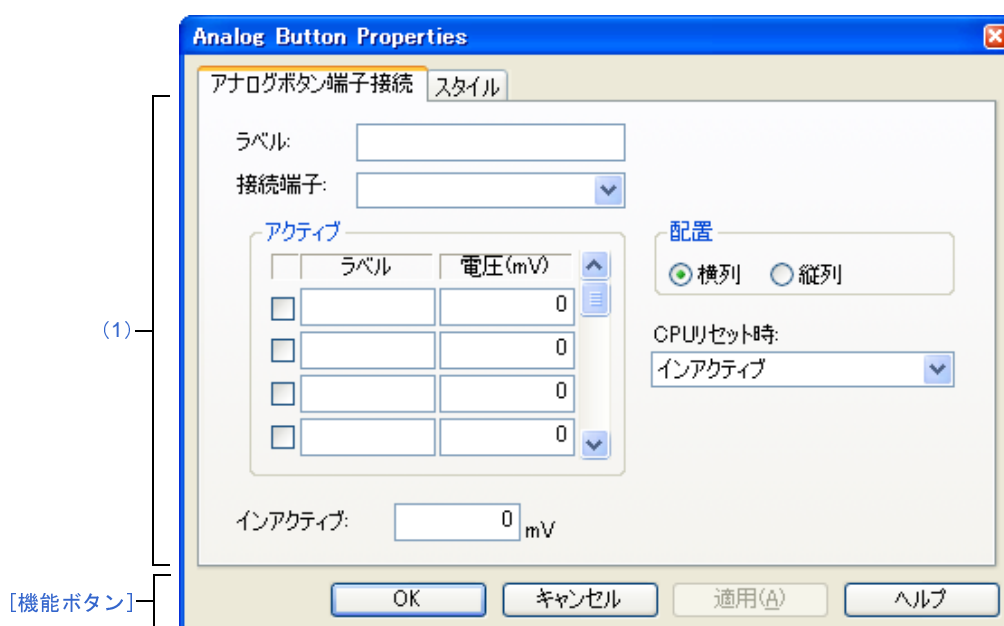 Analog Button Properties
アナログボタン端子接続 スタイル
ラベル:
接続端子:
アクティブ
ラベル 電圧(mV)
0
0
0
0
配置
横列 縦列
CPUリセット時:
インアクティブ
インアクティブ: 0 mV
(1)
[機能ボタン]
OK キャンセル 適用(A) ヘルプ